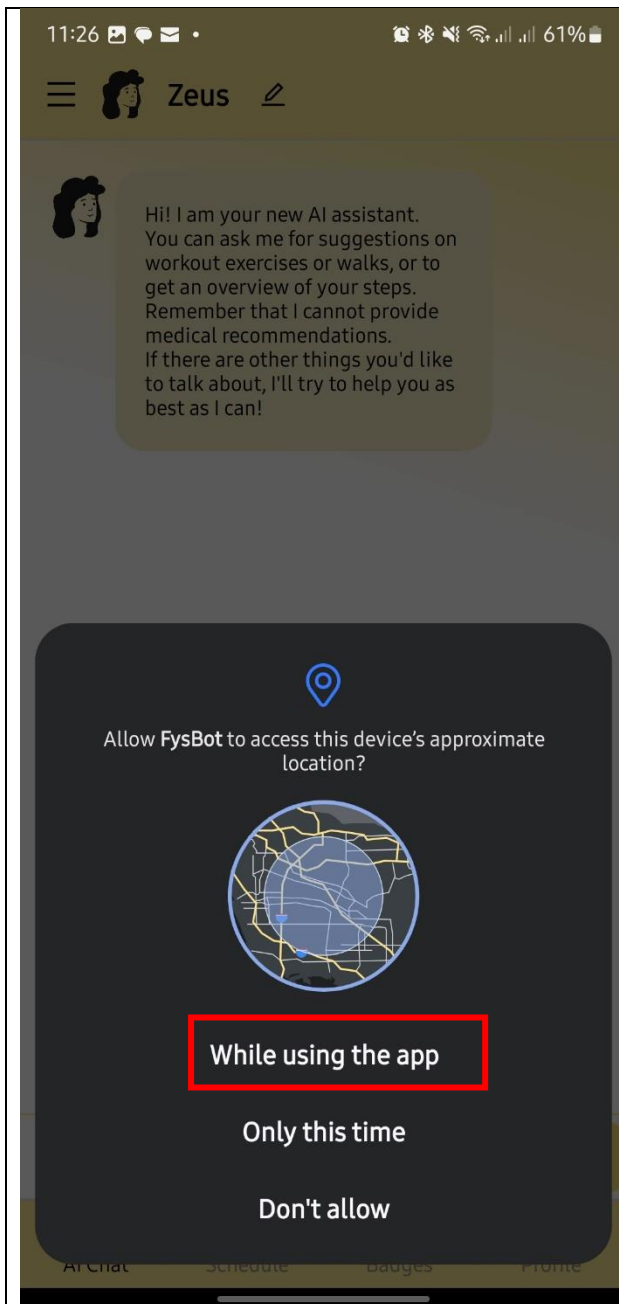 11:26
61%
Zeus
Hi! I am your new AI assistant.
You can ask me for suggestions on
workout exercises or walks, or to
get an overview of your steps.
Remember that I cannot provide
medical recommendations.
If there are other things you'd like
to talk about, I'll try to help you as
best as I can!
Allow FysBot to access this device's approximate
location?
While using the app
Only this time
Don't allow
AI Chat
Schedule
Badges
Profile